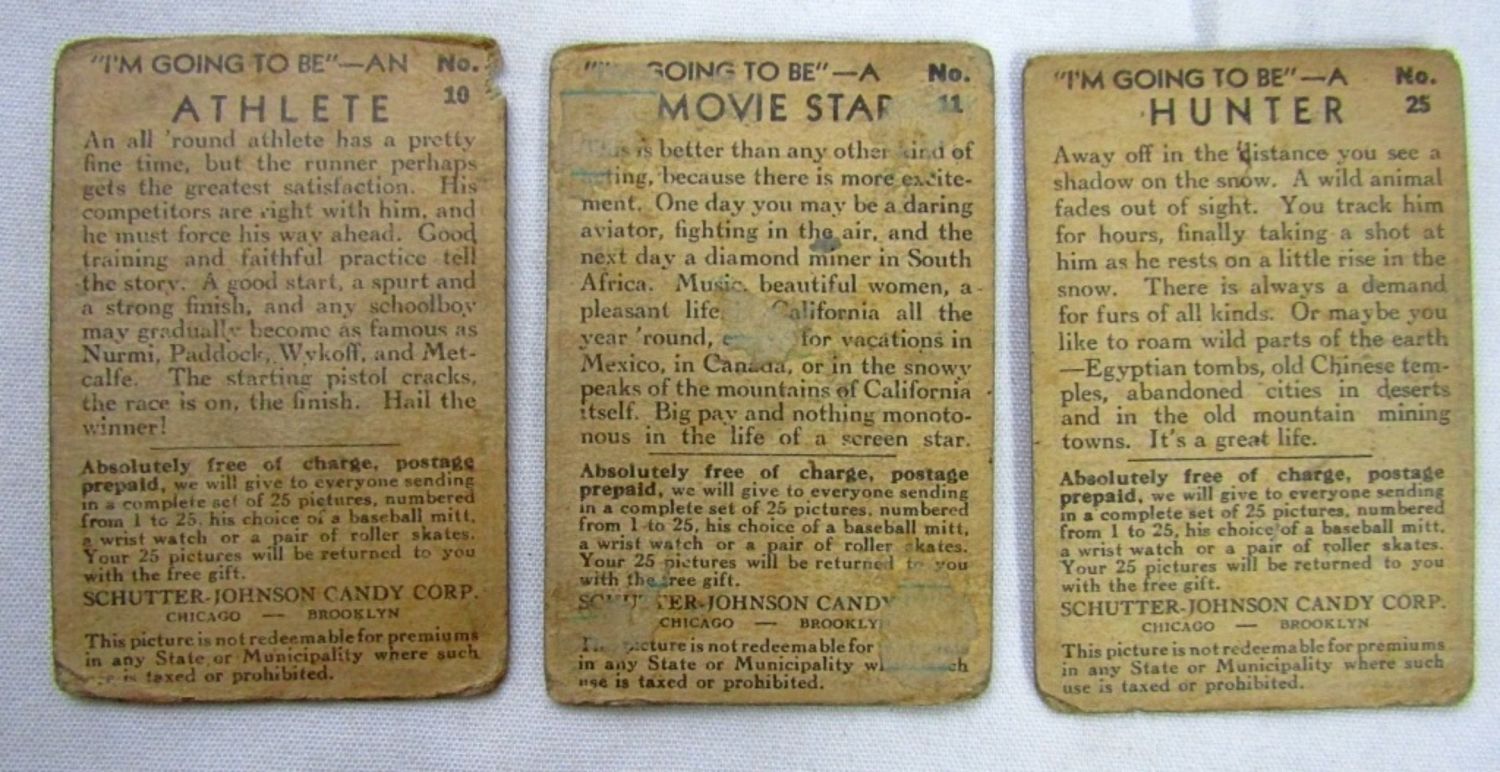 "I'M GOING TO BE"—AN No.
10
ATHLETE
An all 'round athlete has a pretty
fine time, but the runner perhaps
gets the greatest satisfaction. His
competitors are right with him, and
he must force his way ahead. Good
training and faithful practice tell
the story. A good start, a spurt and
a strong finish, and any schoolboy
may gradually become as famous as
Nurmi, Paddock, Wykoff, and Met-
calfe. The starting pistol cracks,
the race is on, the finish. Hail the
winner!
Absolutely free of charge, postage
prepaid, we will give to everyone sending
in a complete set of 25 pictures, numbered
from 1 to 25, his choice of a baseball mitt,
a wrist watch or a pair of roller skates.
Your 25 pictures will be returned to you
with the free gift.
SCHUTTER-JOHNSON CANDY CORP.
CHICAGO — BROOKLYN
This picture is not redeemable for premiums
in any State or Municipality where such
is taxed or prohibited.
GOING TO BE"—A No.
11
MOVIE STAR
is better than any other kind of
because there is more excite-
ment. One day you may be a daring
aviator, fighting in the air, and the
next day a diamond miner in South
Africa. Music, beautiful women, a
pleasant life, California all the
year 'round, for vacations in
Mexico, in Canada, or in the snowy
peaks of the mountains of California
itself. Big pay and nothing monoto-
nous in the life of a screen star.
Absolutely free of charge, postage
prepaid, we will give to everyone sending
in a complete set of 25 pictures, numbered
from 1 to 25, his choice of a baseball mitt,
a wrist watch or a pair of roller skates.
Your 25 pictures will be returned to you
with the free gift.
SCHUTTER-JOHNSON CANDY
CHICAGO — BROOKLYN
picture is not redeemable for
in any State or Municipality
use is taxed or prohibited.
"I'M GOING TO BE"—A No.
25
HUNTER
Away off in the distance you see a
shadow on the snow. A wild animal
fades out of sight. You track him
for hours, finally taking a shot at
him as he rests on a little rise in the
snow. There is always a demand
for furs of all kinds. Or maybe you
like to roam wild parts of the earth
—Egyptian tombs, old Chinese tem-
ples, abandoned cities in deserts
and in the old mountain mining
towns. It's a great life.
Absolutely free of charge, postage
prepaid, we will give to everyone sending
in a complete set of 25 pictures, numbered
from 1 to 25, his choice of a baseball mitt,
a wrist watch or a pair of roller skates.
Your 25 pictures will be returned to you
with the free gift.
SCHUTTER-JOHNSON CANDY CORP.
CHICAGO — BROOKLYN
This picture is not redeemable for premiums
in any State or Municipality where such
use is taxed or prohibited.